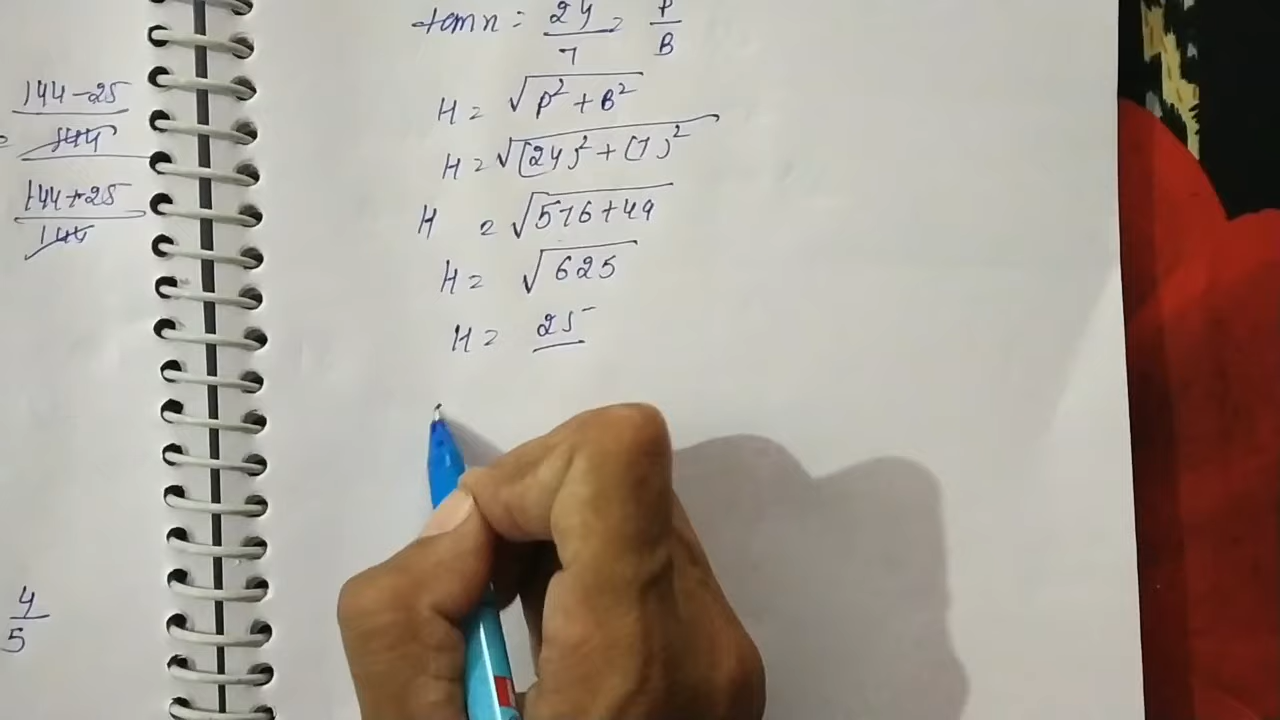 144-25
= 144
144+25
144
4
5
tan x = 24/7 = P/B
H = √P² + B²
H = √(24)² + (7)²
H = √576+49
H = √625
H = 25